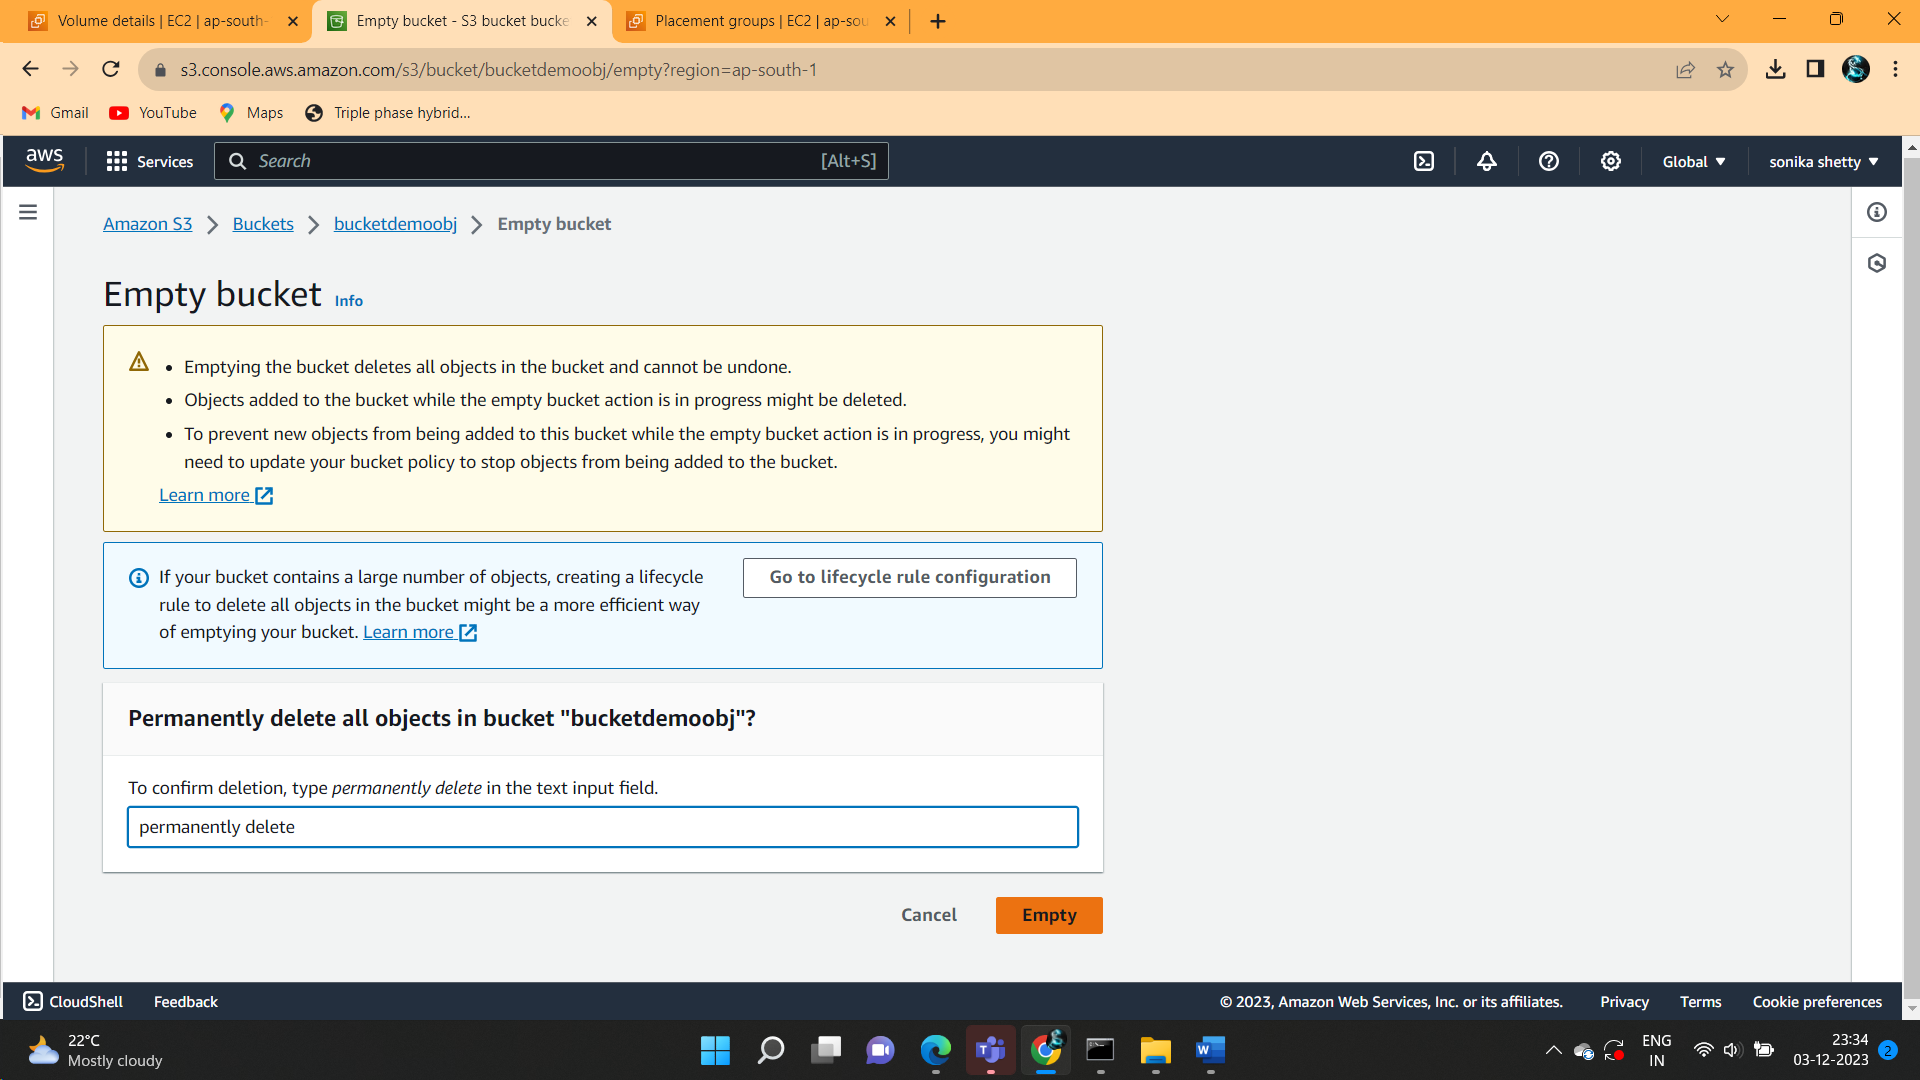 Volume details | EC2 | ap-south-
Empty bucket - S3 bucket bucke
Placement groups | EC2 | ap-sou
s3.console.aws.amazon.com/s3/bucket/bucketdemoobj/empty?region=ap-south-1
Gmail
YouTube
Maps
Triple phase hybrid...
aws
Services
Search
[Alt+S]
Global
sonika shetty
Amazon S3
Buckets
bucketdemoobj
Empty bucket
Empty bucket Info
• Emptying the bucket deletes all objects in the bucket and cannot be undone.
• Objects added to the bucket while the empty bucket action is in progress might be deleted.
• To prevent new objects from being added to this bucket while the empty bucket action is in progress, you might
need to update your bucket policy to stop objects from being added to the bucket.
Learn more
If your bucket contains a large number of objects, creating a lifecycle
rule to delete all objects in the bucket might be a more efficient way
of emptying your bucket. Learn more
Go to lifecycle rule configuration
Permanently delete all objects in bucket "bucketdemoobj"?
To confirm deletion, type permanently delete in the text input field.
permanently delete
Cancel
Empty
CloudShell
Feedback
© 2023, Amazon Web Services, Inc. or its affiliates.
Privacy
Terms
Cookie preferences
22°C
Mostly cloudy
ENG
IN
23:34
03-12-2023
2